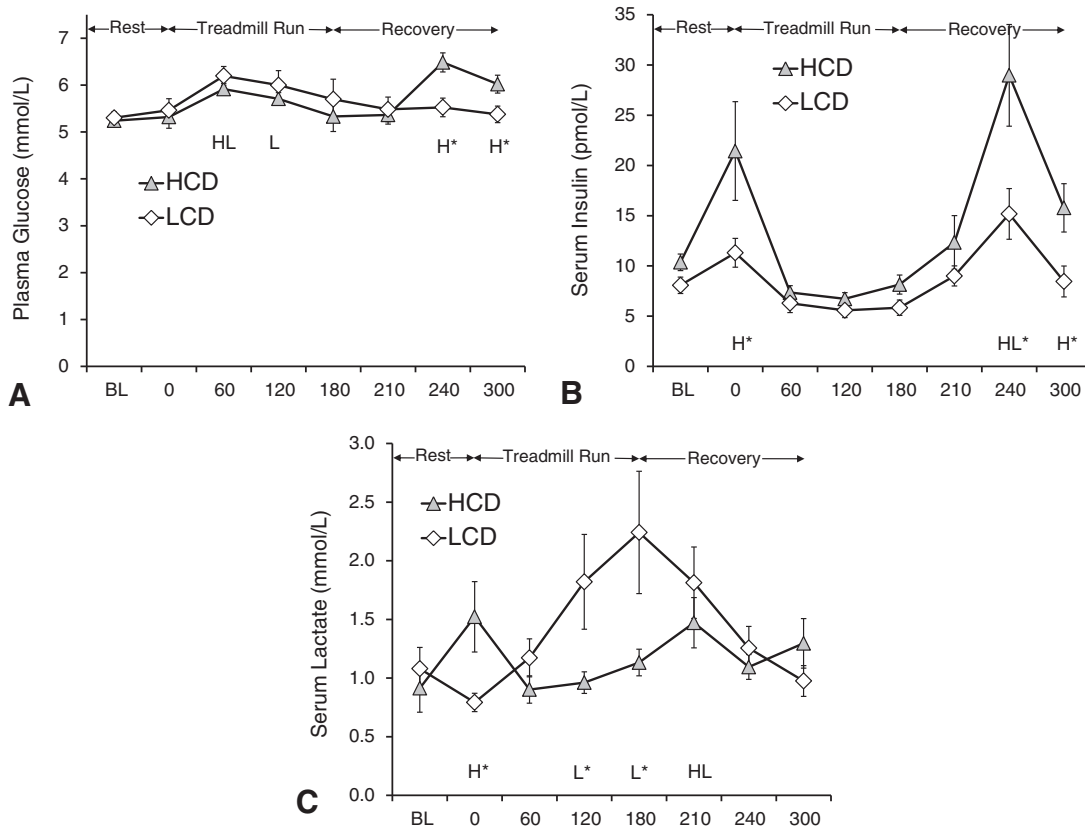 Rest Treadmill Run Recovery
Plasma Glucose (mmol/L)
7
6
5
4
3
2
1
0
HL L H* H*
HCD
LCD
BL 0 60 120 180 210 240 300
A
Rest Treadmill Run Recovery
Serum Insulin (pmol/L)
35
30
25
20
15
10
5
0
HCD
LCD
H* HL* H*
BL 0 60 120 180 210 240 300
B
Rest Treadmill Run Recovery
Serum Lactate (mmol/L)
3.0
2.5
2.0
1.5
1.0
0.5
0.0
HCD
LCD
H* L* L* HL
BL 0 60 120 180 210 240 300
C